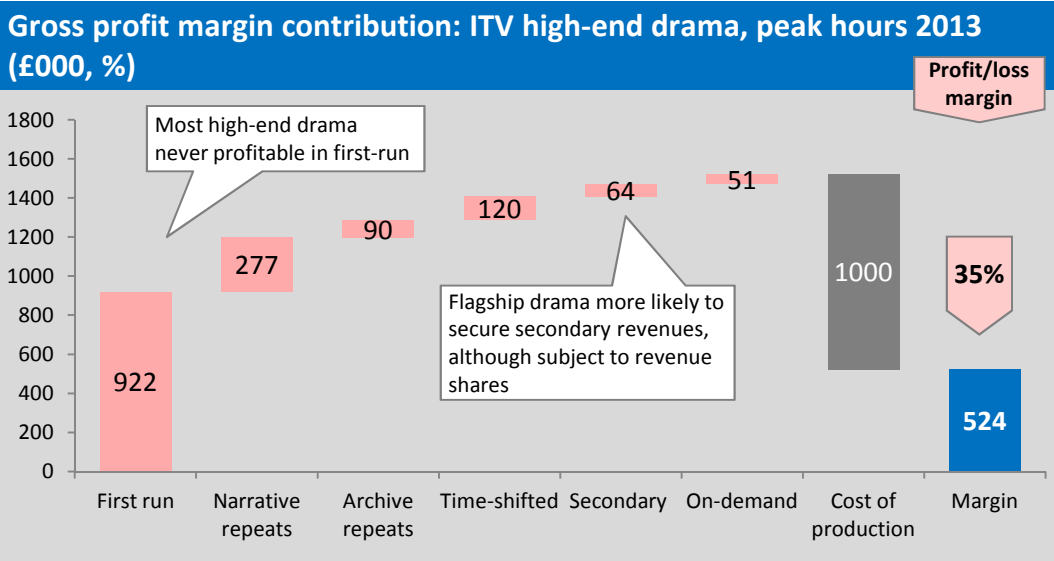 Gross profit margin contribution: ITV high-end drama, peak hours 2013
(£000, %)
Profit/loss
margin
1800
1600
1400
1200
1000
800
600
400
200
0
Most high-end drama
never profitable in first-run
922
277
90
120
64
51
1000
35%
524
Flagship drama more likely to
secure secondary revenues,
although subject to revenue
shares
First run
Narrative
repeats
Archive
repeats
Time-shifted
Secondary
On-demand
Cost of
production
Margin